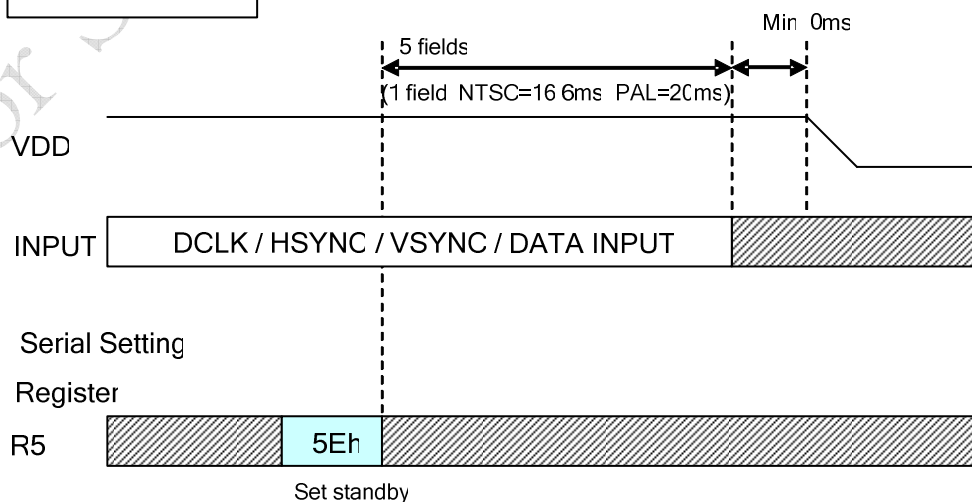 or S
Min 0ms
5 fields
(1 field NTSC=16 6ms PAL=20ms)
VDD
INPUT
DCLK / HSYNC / VSYNC / DATA INPUT
Serial Setting
Register
R5
5Eh
Set standby